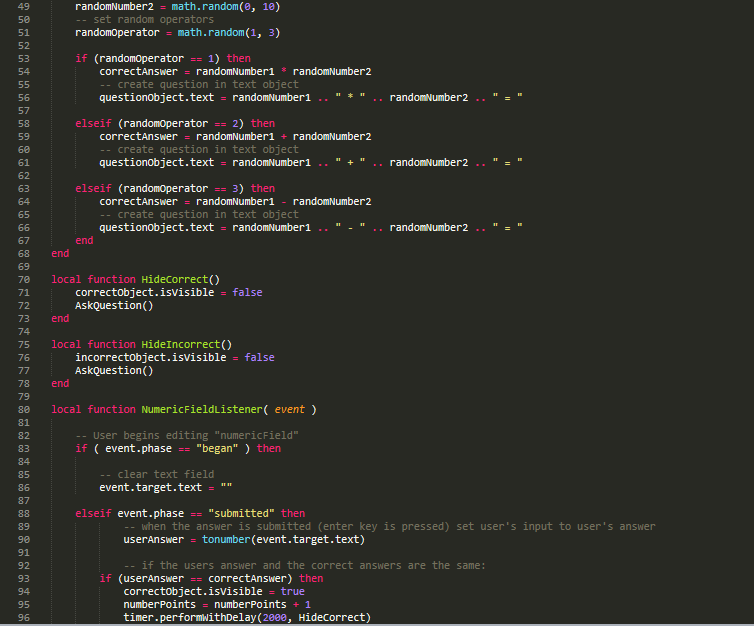 49 randomNumber2 = math.random(0, 10)
50 -- set random operators
51 randomOperator = math.random(1, 3)
52
53 if (randomOperator == 1) then
54 correctAnswer = randomNumber1 * randomNumber2
55 -- create question in text object
56 questionObject.text = randomNumber1 .. " * " .. randomNumber2 .. " = "
57
58 elseif (randomOperator == 2) then
59 correctAnswer = randomNumber1 + randomNumber2
60 -- create question in text object
61 questionObject.text = randomNumber1 .. " + " .. randomNumber2 .. " = "
62
63 elseif (randomOperator == 3) then
64 correctAnswer = randomNumber1 - randomNumber2
65 -- create question in text object
66 questionObject.text = randomNumber1 .. " - " .. randomNumber2 .. " = "
67 end
68 end
69
70 local function HideCorrect()
71 correctObject.isVisible = false
72 AskQuestion()
73 end
74
75 local function HideIncorrect()
76 incorrectObject.isVisible = false
77 AskQuestion()
78 end
79
80 local function NumericFieldListener( event )
81
82 -- User begins editing "numericField"
83 if ( event.phase == "began" ) then
84
85 -- clear text field
86 event.target.text = ""
87
88 elseif event.phase == "submitted" then
89 -- when the answer is submitted (enter key is pressed) set user's input to user's answer
90 userAnswer = tonumber(event.target.text)
91
92 -- if the users answer and the correct answers are the same:
93 if (userAnswer == correctAnswer) then
94 correctObject.isVisible = true
95 numberPoints = numberPoints + 1
96 timer.performWithDelay(2000, HideCorrect)